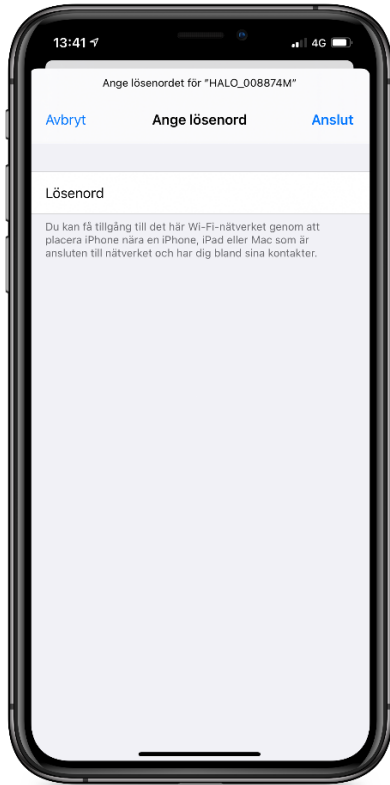 13:41 4G
Ange lösenordet för "HALO_008874M"
Avbryt Ange lösenord Anslut
Lösenord
Du kan få tillgång till det här Wi-Fi-nätverket genom att
placera iPhone nära en iPhone, iPad eller Mac som är
ansluten till nätverket och har dig bland sina kontakter.